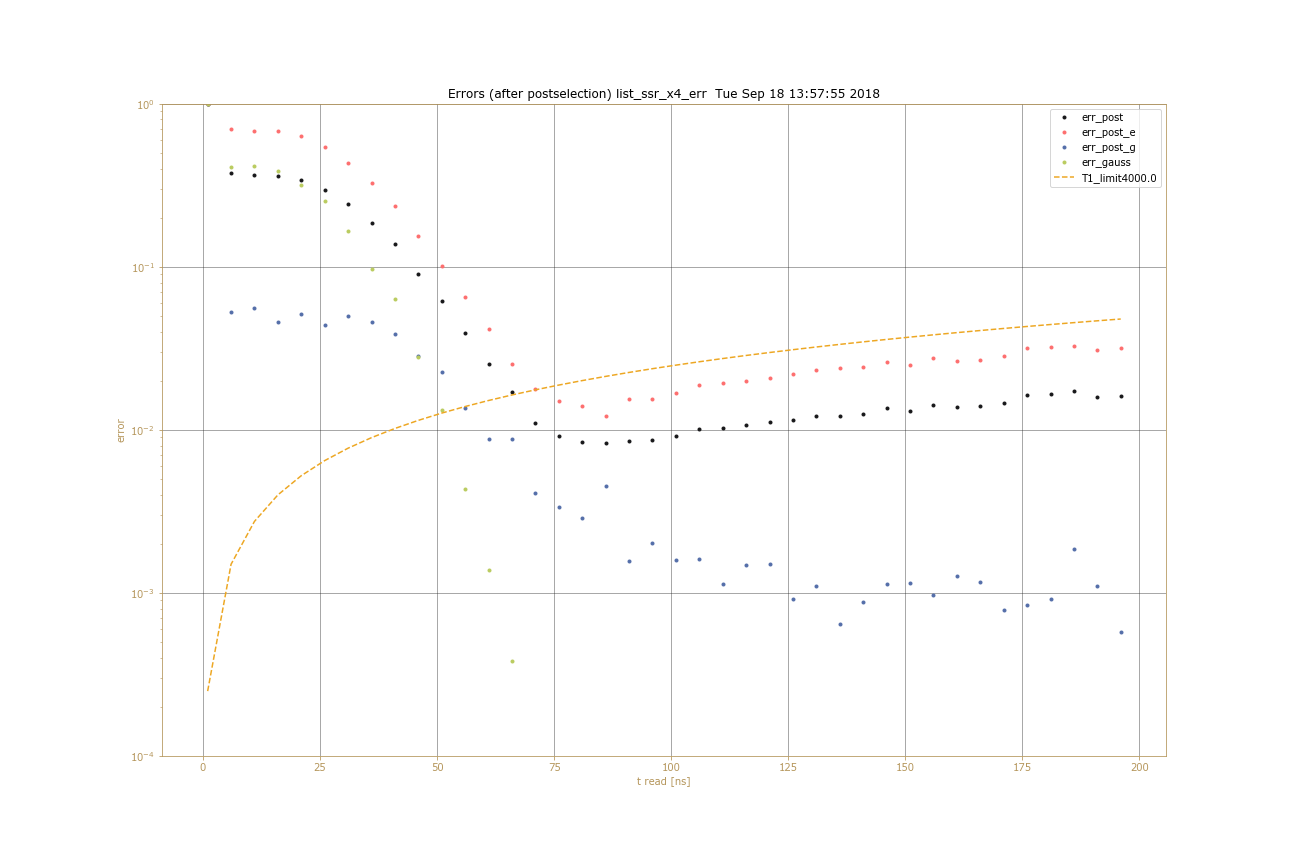 Errors (after postselection) list_ssr_x4_err  Tue Sep 18 13:57:55 2018
err_post
err_post_e
err_post_g
err_gauss
T1_limit4000.0
10⁰
10⁻¹
10⁻²
10⁻³
10⁻⁴
error
0 25 50 75 100 125 150 175 200
t read [ns]